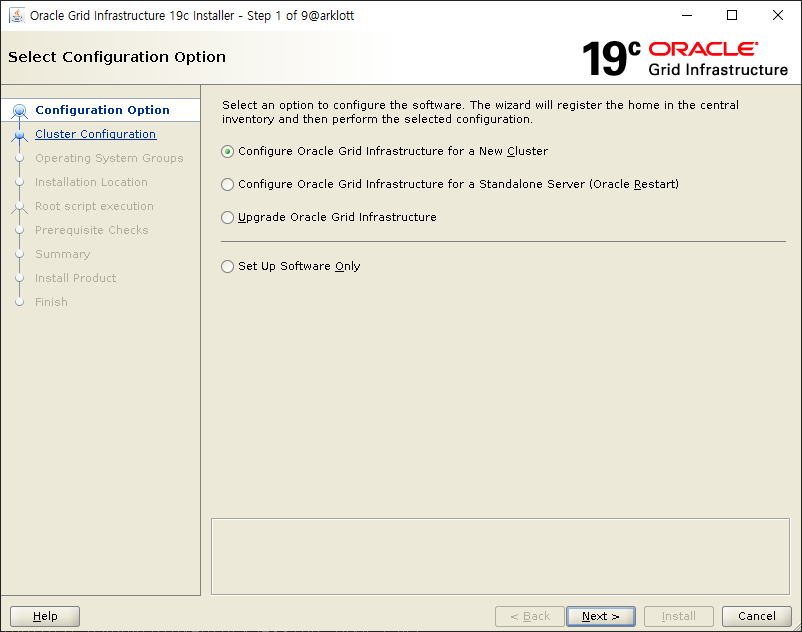 Oracle Grid Infrastructure 19c Installer - Step 1 of 9@arklott
Select Configuration Option
19c ORACLE
Grid Infrastructure
Configuration Option
Cluster Configuration
Operating System Groups
Installation Location
Root script execution
Prerequisite Checks
Summary
Install Product
Finish
Select an option to configure the software. The wizard will register the home in the central
inventory and then perform the selected configuration.
Configure Oracle Grid Infrastructure for a New Cluster
Configure Oracle Grid Infrastructure for a Standalone Server (Oracle Restart)
Upgrade Oracle Grid Infrastructure
Set Up Software Only
Help
< Back
Next >
Install
Cancel